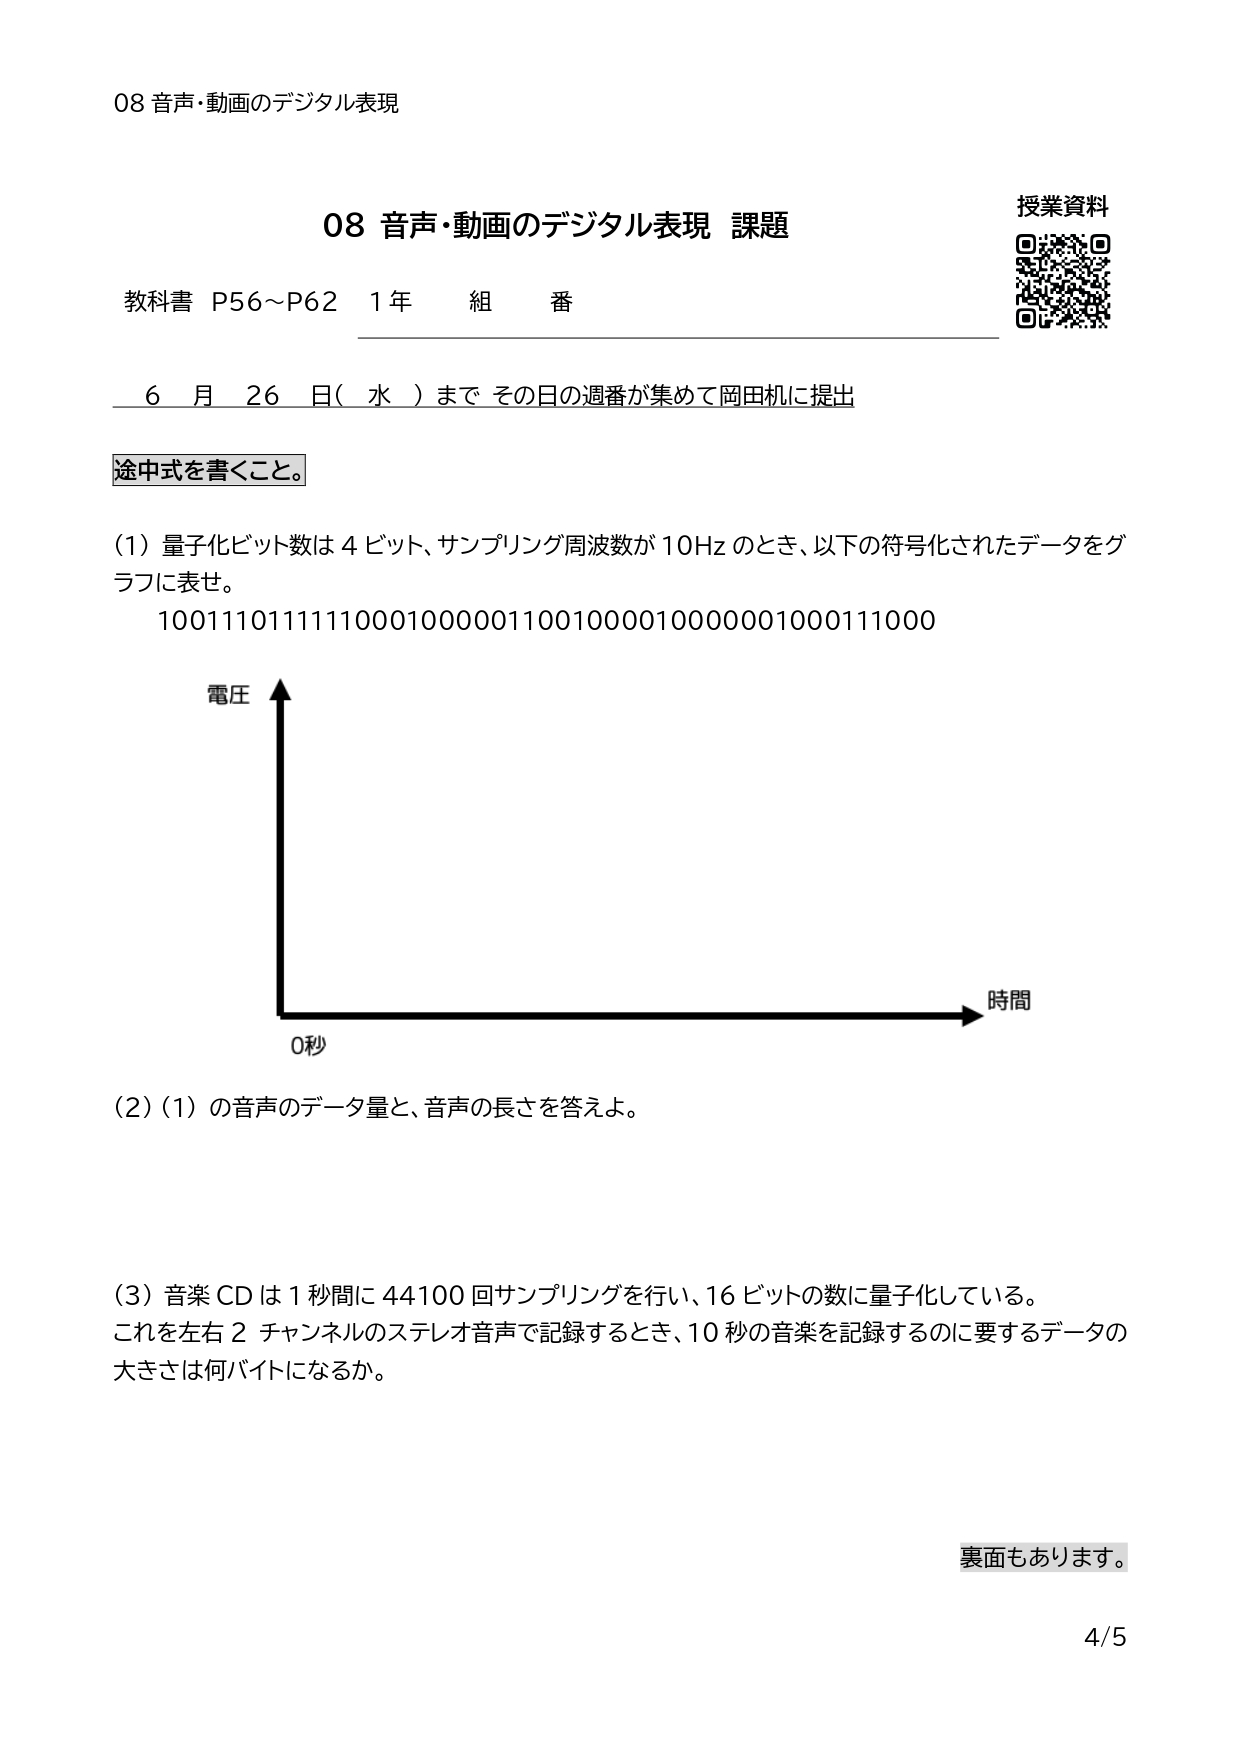 08 音声・動画のデジタル表現
授業資料
08 音声・動画のデジタル表現 課題
教科書 P56～P62 1年 組 番
6 月 26 日( 水 ) まで その日の週番が集めて岡田机に提出
途中式を書くこと。
(1) 量子化ビット数は 4 ビット、サンプリング周波数が 10Hz のとき、以下の符号化されたデータをグ
ラフに表せ。
100111011111100010000011001000010000001000111000
電圧
時間
0秒
(2)(1) の音声のデータ量と、音声の長さを答えよ。
(3) 音楽 CD は 1 秒間に 44100 回サンプリングを行い、16 ビットの数に量子化している。
これを左右 2 チャンネルのステレオ音声で記録するとき、10 秒の音楽を記録するのに要するデータの
大きさは何バイトになるか。
裏面もあります。
4/5